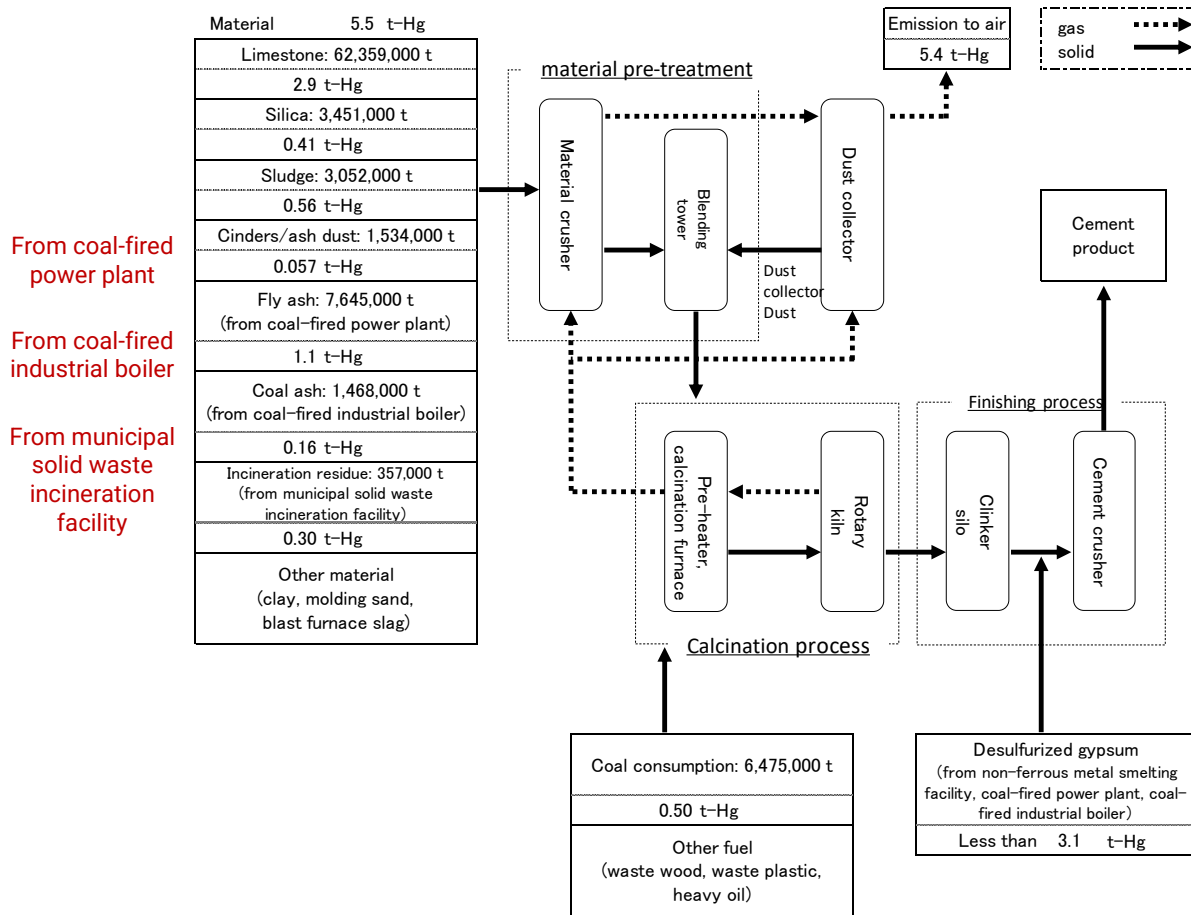 Material 5.5 t-Hg
Limestone: 62,359,000 t
2.9 t-Hg
Silica: 3,451,000 t
0.41 t-Hg
Sludge: 3,052,000 t
0.56 t-Hg
Cinders/ash dust: 1,534,000 t
0.057 t-Hg
Fly ash: 7,645,000 t
(from coal-fired power plant)
1.1 t-Hg
Coal ash: 1,468,000 t
(from coal-fired industrial boiler)
0.16 t-Hg
Incineration residue: 357,000 t
(from municipal solid waste
incineration facility)
0.30 t-Hg
Other material
(clay, molding sand,
blast furnace slag)
From coal-fired
power plant
From coal-fired
industrial boiler
From municipal
solid waste
incineration
facility
material pre-treatment
Material crusher
Blending
tower
Dust collector
Dust
collector
Dust
Emission to air
5.4 t-Hg
gas
solid
Cement
product
Pre-heater,
calcination furnace
Rotary
kiln
Calcination process
Finishing process
Clinker
silo
Cement crusher
Coal consumption: 6,475,000 t
0.50 t-Hg
Other fuel
(waste wood, waste plastic,
heavy oil)
Desulfurized gypsum
(from non-ferrous metal smelting
facility, coal-fired power plant, coal-
fired industrial boiler)
Less than 3.1 t-Hg